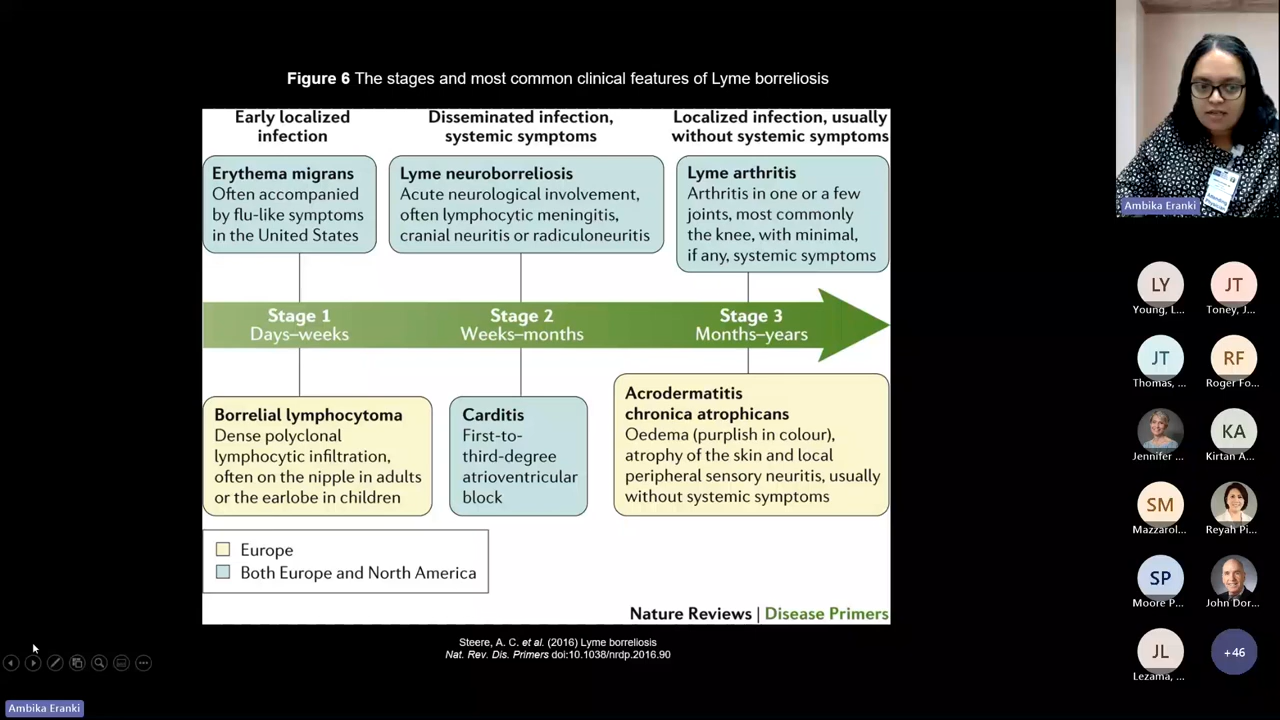 Figure 6 The stages and most common clinical features of Lyme borreliosis
Early localized
infection
Disseminated infection,
systemic symptoms
Localized infection, usually
without systemic symptoms
Erythema migrans
Often accompanied
by flu-like symptoms
in the United States
Lyme neuroborreliosis
Acute neurological involvement,
often lymphocytic meningitis,
cranial neuritis or radiculoneuritis
Lyme arthritis
Arthritis in one or a few
joints, most commonly
the knee, with minimal,
if any, systemic symptoms
Stage 1
Days–weeks
Stage 2
Weeks–months
Stage 3
Months–years
Borrelial lymphocytoma
Dense polyclonal
lymphocytic infiltration,
often on the nipple in adults
or the earlobe in children
Carditis
First-to-
third-degree
atrioventricular
block
Acrodermatitis
chronica atrophicans
Oedema (purplish in colour),
atrophy of the skin and local
peripheral sensory neuritis, usually
without systemic symptoms
Europe
Both Europe and North America
Nature Reviews | Disease Primers
Steere, A. C. et al. (2016) Lyme borreliosis
Nat. Rev. Dis. Primers doi:10.1038/nrdp.2016.90
Ambika Eranki
Ambika Eranki
LY
Young, L...
JT
Toney, J...
JT
Thomas, ...
RF
Roger Fo...
Jennifer ...
KA
Kirtan A...
SM
Mazzarol...
Reyah Pi...
SP
Moore P...
John Dor...
JL
Lezama, ...
+46